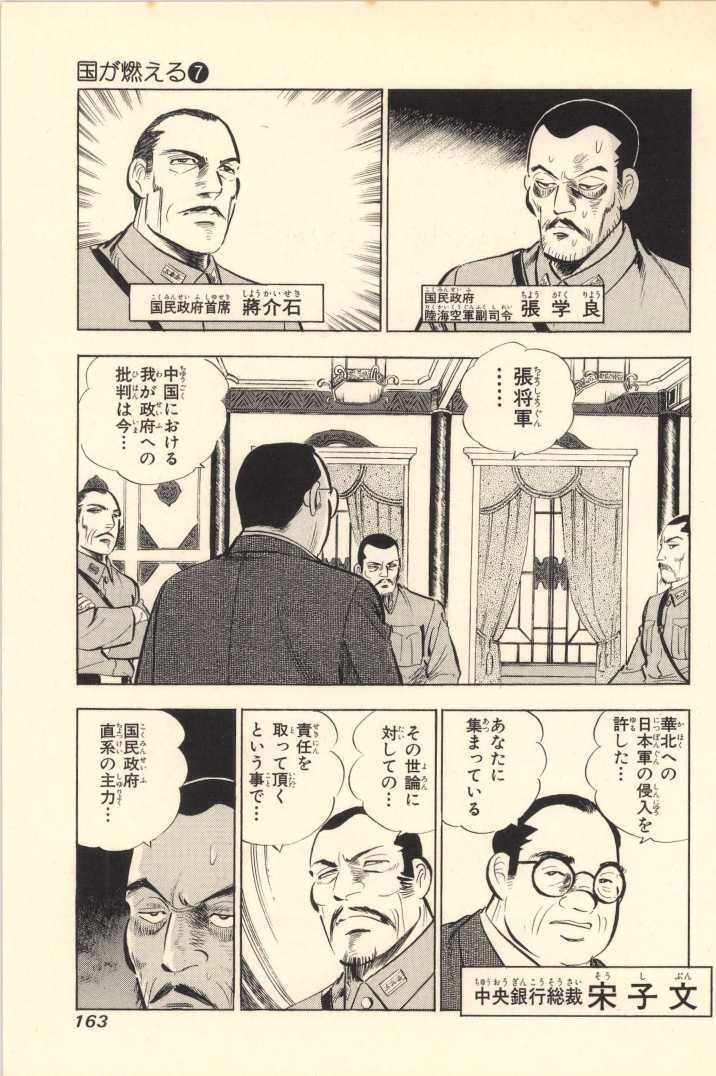 国が燃える❼
国民政府
陸海空軍副司令
張学良
国民政府首席 蔣介石
張将軍
……
中国における
我が政府への
批判は今…
華北への
日本軍の侵入を
許した…
あなたに
集まっている
中央銀行総裁 宋子文
その世論に
対しての…
責任を
取って頂く
という事で…
国民政府
直系の主力…
163